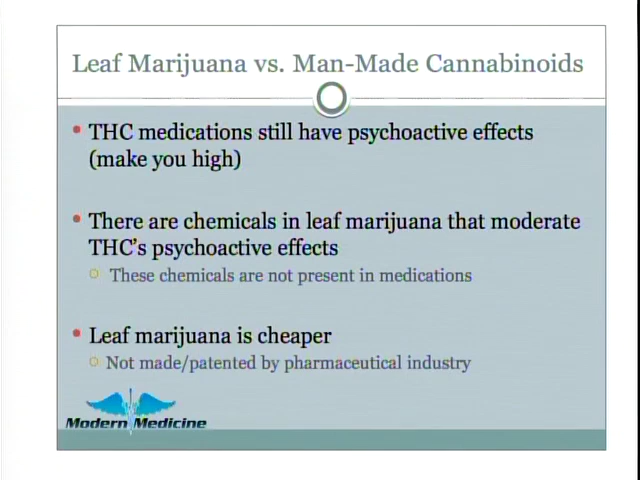 Leaf Marijuana vs. Man-Made Cannabinoids
• THC medications still have psychoactive effects
(make you high)
• There are chemicals in leaf marijuana that moderate
THC's psychoactive effects
○ These chemicals are not present in medications
• Leaf marijuana is cheaper
○ Not made/patented by pharmaceutical industry
Modern Medicine